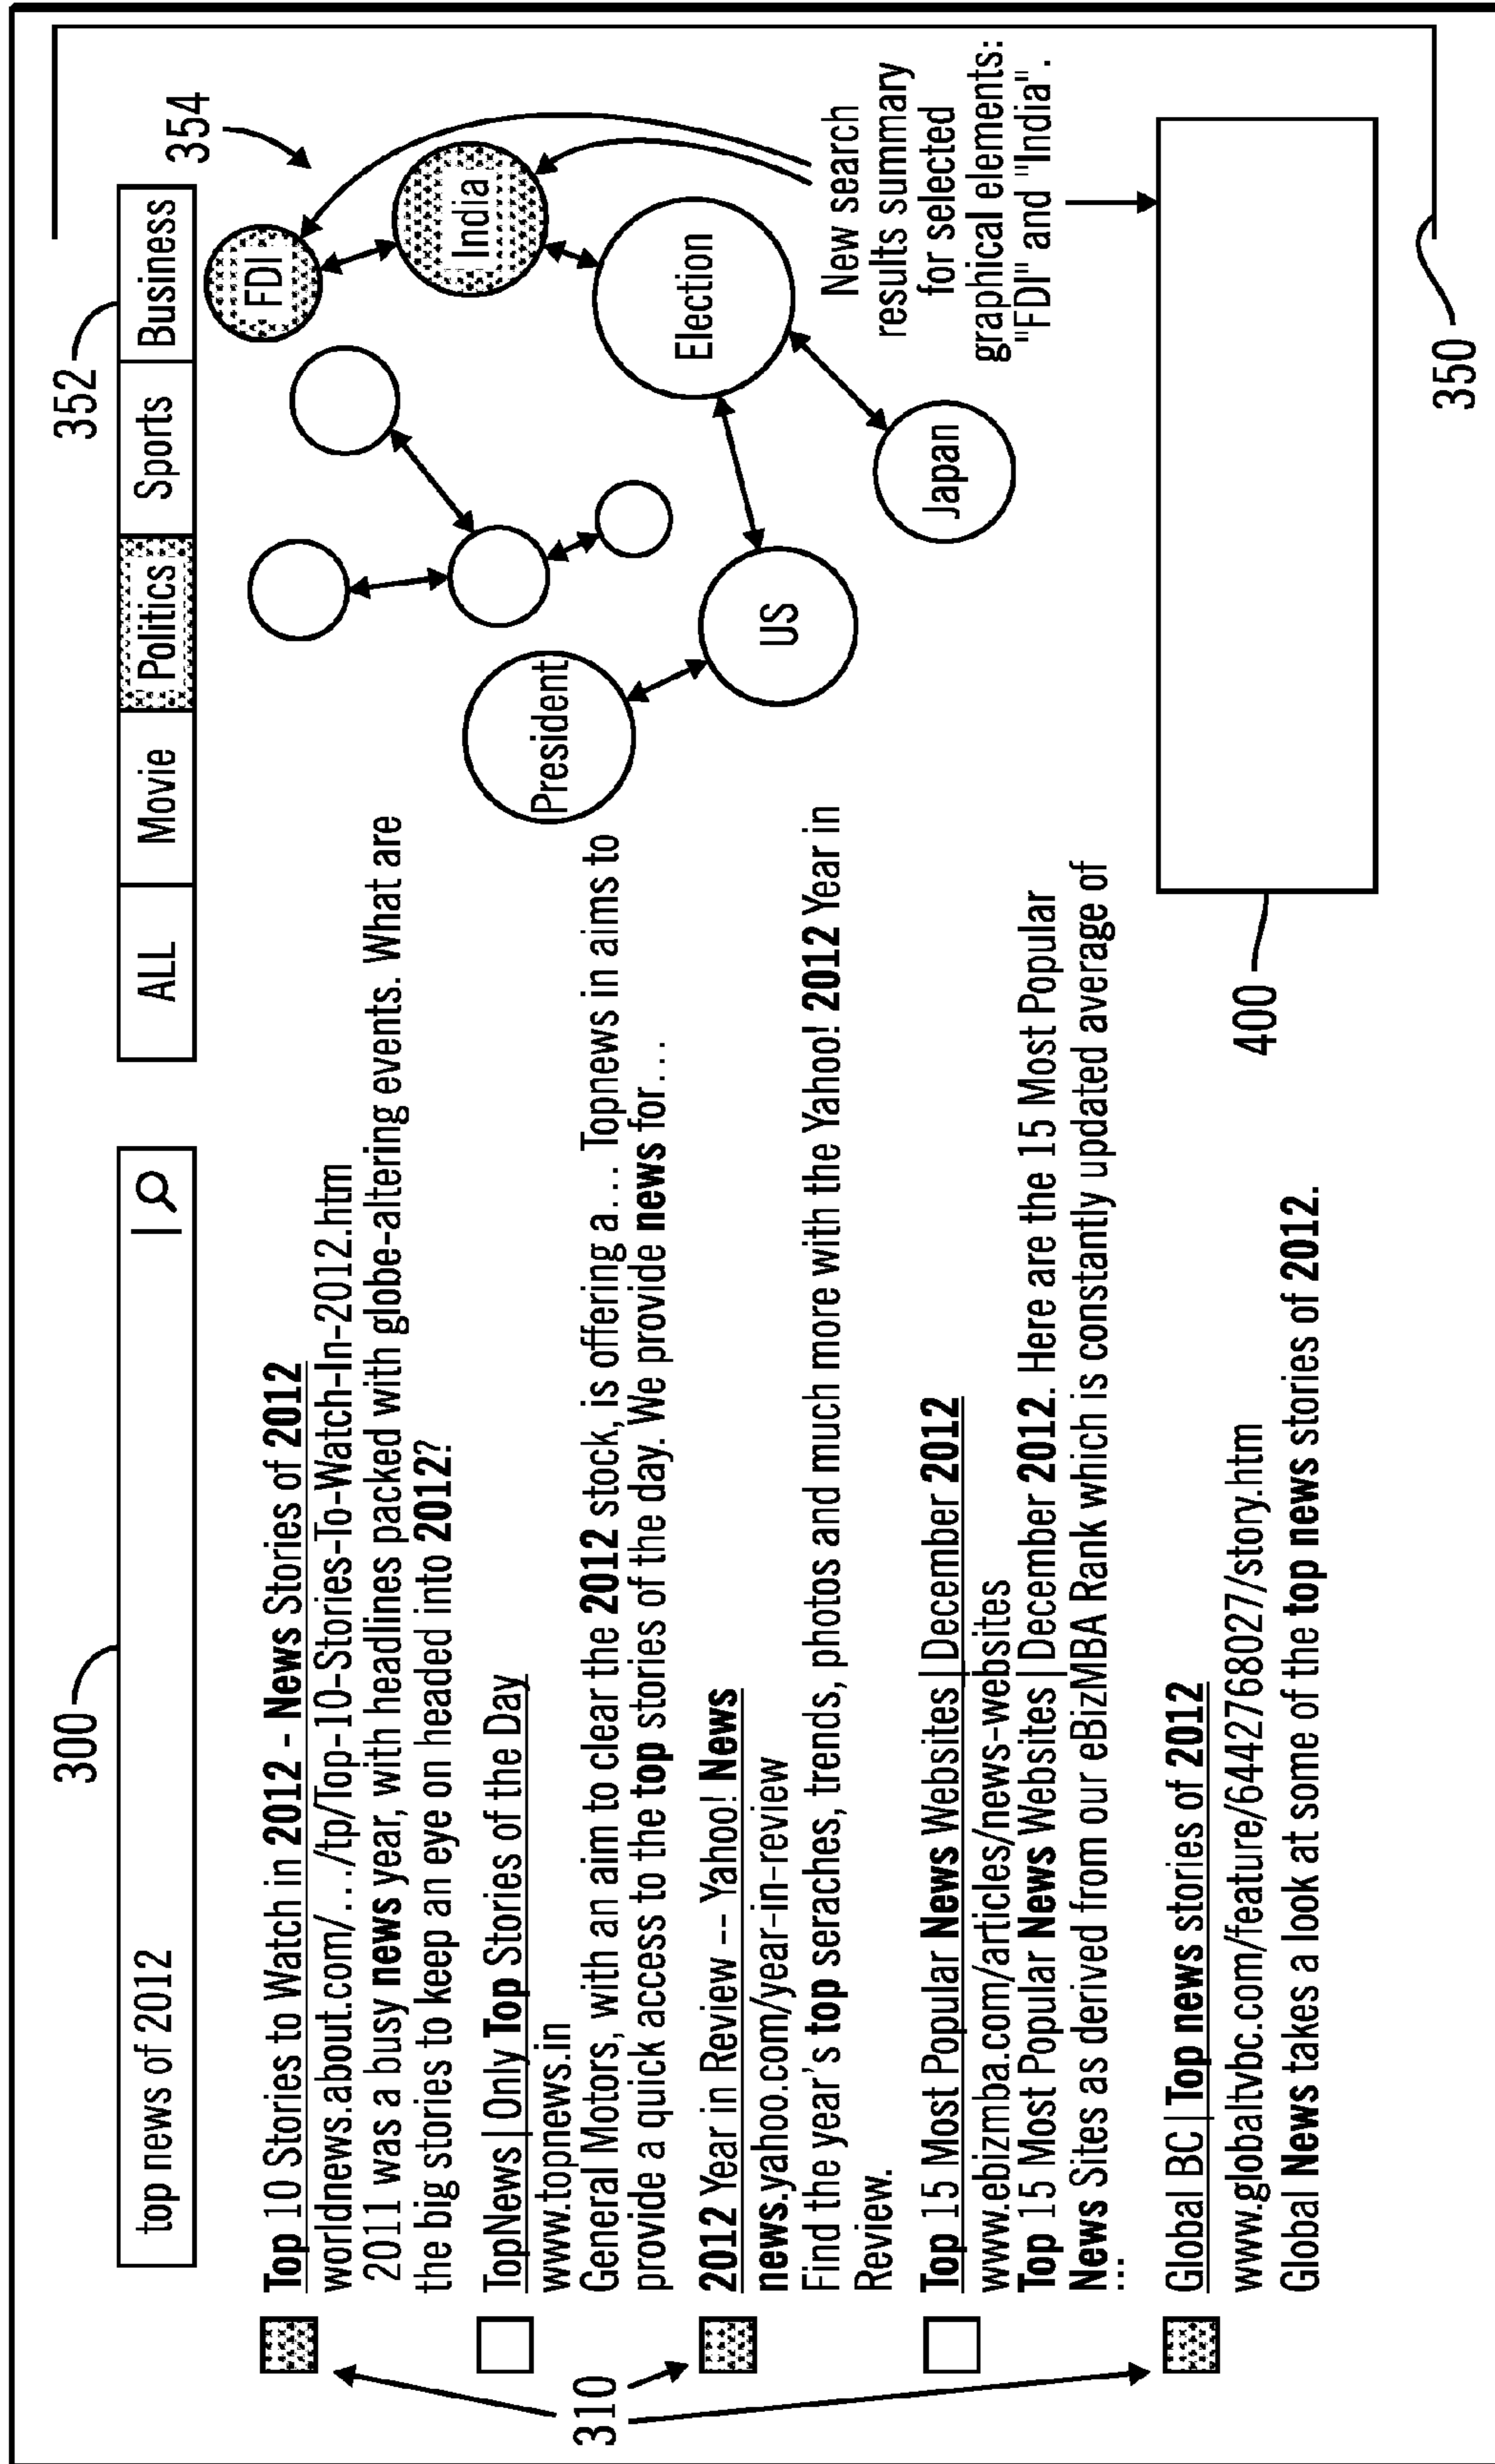 300
352
354
top news of 2012
ALL
Movie
Politics
Sports
Business
Top 10 Stories to Watch in 2012 - News Stories of 2012
worldnews.about.com/.../tp/Top-10-Stories-To-Watch-In-2012.htm
2011 was a busy news year, with headlines packed with globe-altering events. What are
the big stories to keep an eye on headed into 2012?
TopNews | Only Top Stories of the Day
www.topnews.in
General Motors, with an aim to clear the 2012 stock, is offering a... Topnews in aims to
provide a quick access to the top stories of the day. We provide news for...
2012 Year in Review -- Yahoo! News
news.yahoo.com/year-in-review
Find the year's top seraches, trends, photos and much more with the Yahoo! 2012 Year in
Review.
Top 15 Most Popular News Websites | December 2012
www.ebizmba.com/articles/news-websites
Top 15 Most Popular News Websites | December 2012. Here are the 15 Most Popular
News Sites as derived from our eBizMBA Rank which is constantly updated average of
...
Global BC | Top news stories of 2012
www.globaltvbc.com/feature/6442768027/story.htm
Global News takes a look at some of the top news stories of 2012.
310
FDI
India
Election
President
US
Japan
New search
results summary
for selected
graphical elements:
"FDI" and "India".
400
350